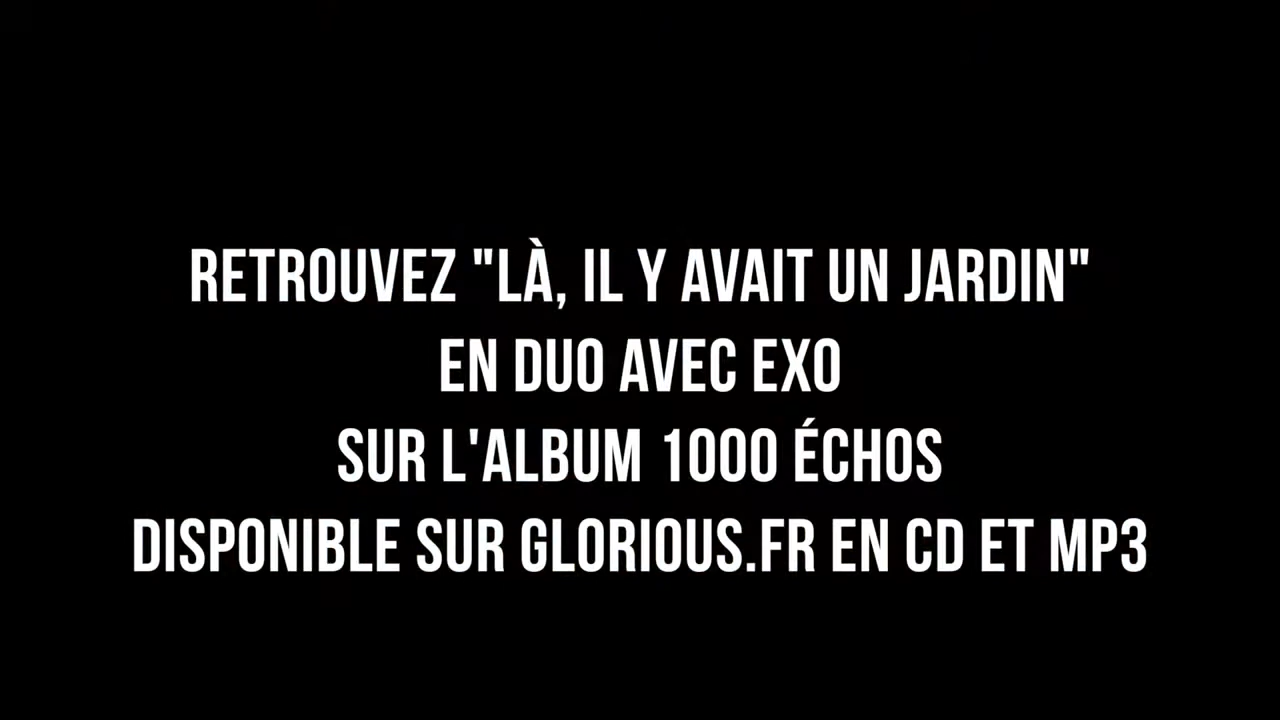 RETROUVEZ "LÀ, IL Y AVAIT UN JARDIN"
EN DUO AVEC EXO
SUR L'ALBUM 1000 ÉCHOS
DISPONIBLE SUR GLORIOUS.FR EN CD ET MP3